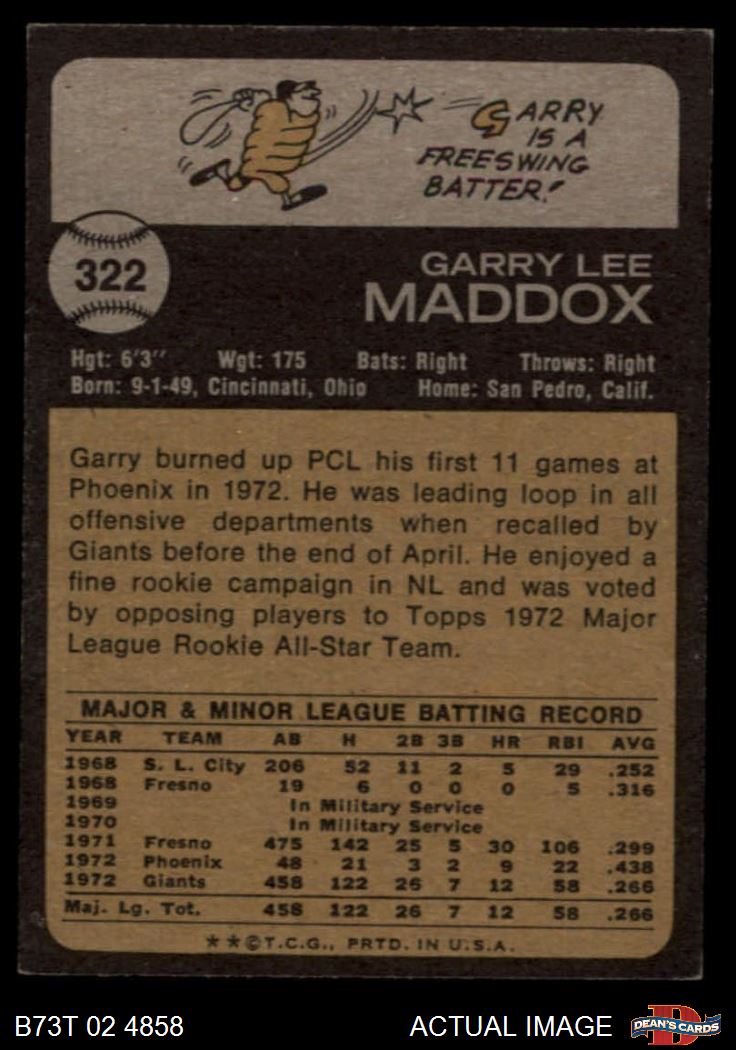 GARRY
IS A
FREESWING
BATTER!
322
GARRY LEE
MADDOX
Hgt: 6'3" Wgt: 175 Bats: Right Throws: Right
Born: 9-1-49, Cincinnati, Ohio Home: San Pedro, Calif.
Garry burned up PCL his first 11 games at
Phoenix in 1972. He was leading loop in all
offensive departments when recalled by
Giants before the end of April. He enjoyed a
fine rookie campaign in NL and was voted
by opposing players to Topps 1972 Major
League Rookie All-Star Team.
MAJOR & MINOR LEAGUE BATTING RECORD
YEAR TEAM AB H 2B 3B HR RBI AVG
1968 S. L. City 206 52 11 2 5 29 .252
1968 Fresno 19 6 0 0 0 5 .316
1969 In Military Service
1970 In Military Service
1971 Fresno 475 142 25 5 30 106 .299
1972 Phoenix 48 21 3 2 9 22 .438
1972 Giants 458 122 26 7 12 58 .266
Maj. Lg. Tot. 458 122 26 7 12 58 .266
★★©T.C.G., PRTD. IN U.S.A.
B73T 02 4858 ACTUAL IMAGE DEAN'S CARDS